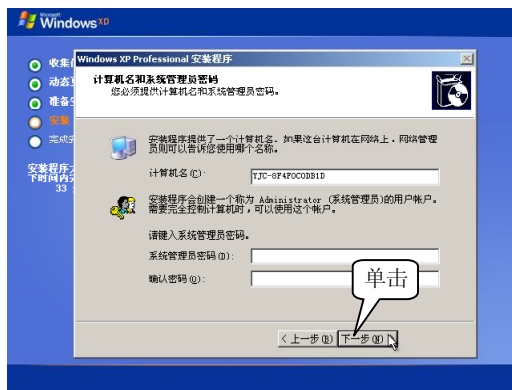 Microsoft
Windows XP
收集
动态
准备
安装
完成
安装程序
下时间内
33
Windows XP Professional 安装程序
计算机名和系统管理员密码
您必须提供计算机名和系统管理员密码。
安装程序提供了一个计算机名。如果这台计算机在网络上，网络管理
员则可以告诉您使用哪个名称。
计算机名(C):
YJC-8F4F0C0DB1D
安装程序会创建一个称为 Administrator (系统管理员)的用户帐户。
需要完全控制计算机时，可以使用这个帐户。
请键入系统管理员密码。
系统管理员密码(D):
确认密码(O):
单击
< 上一步(B)
下一步(N)